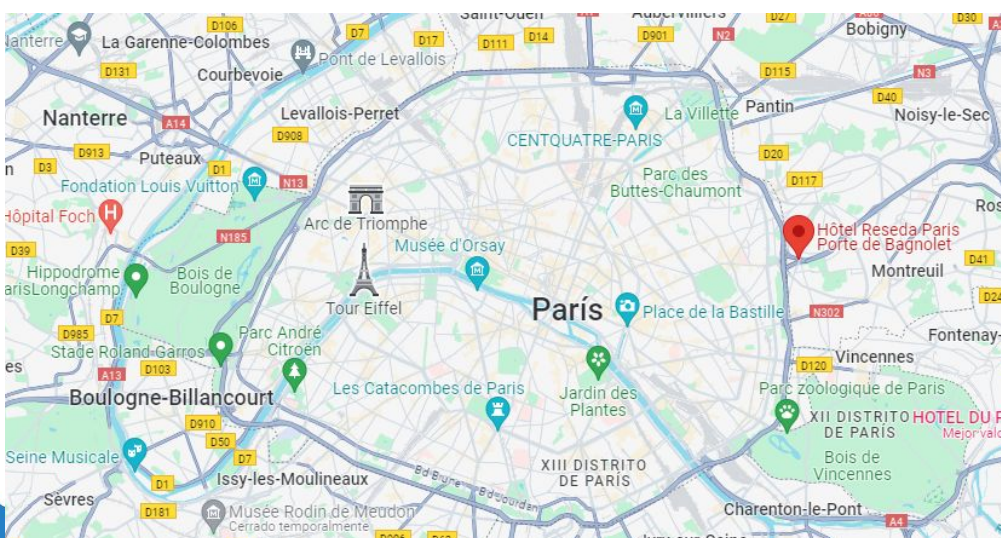 Saint-Ouen
Aubervilliers
D27
D30
D106
D7
D17
D111
D14
A1
D901
N2
Bobigny
Nanterre
La Garenne-Colombes
Pont de Levallois
D131
Courbevoie
D115
N3
Nanterre
A14
Levallois-Perret
D908
La Villette
Pantin
D40
Noisy-le-Sec
CENTQUATRE-PARIS
D913
D3
Puteaux
D1
D20
Fondation Louis Vuitton
N13
Parc des
Buttes-Chaumont
D117
Hôpital Foch
Arc de Triomphe
N185
Hôtel Reseda Paris
Porte de Bagnolet
D39
Musée d'Orsay
D41
Hippodrome
Bois de
Boulogne
Montreuil
Tour Eiffel
París
Place de la Bastille
D7
N302
D985
Parc André
Citroën
Stade Roland Garros
D103
A13
D120
Vincennes
Boulogne-Billancourt
Les Catacombes de Paris
Jardin des
Plantes
Parc zoologique de Paris
D910
XII DISTRITO
DE PARÍS
D50
D7
Seine Musicale
Bois de
Vincennes
D1
Issy-les-Moulineaux
Bd Brune
Bd Jourdan
XIII DISTRITO
DE PARÍS
Sèvres
D181
Musée Rodin de Meudon
Cerrado temporalmente
Charenton-le-Pont
A4